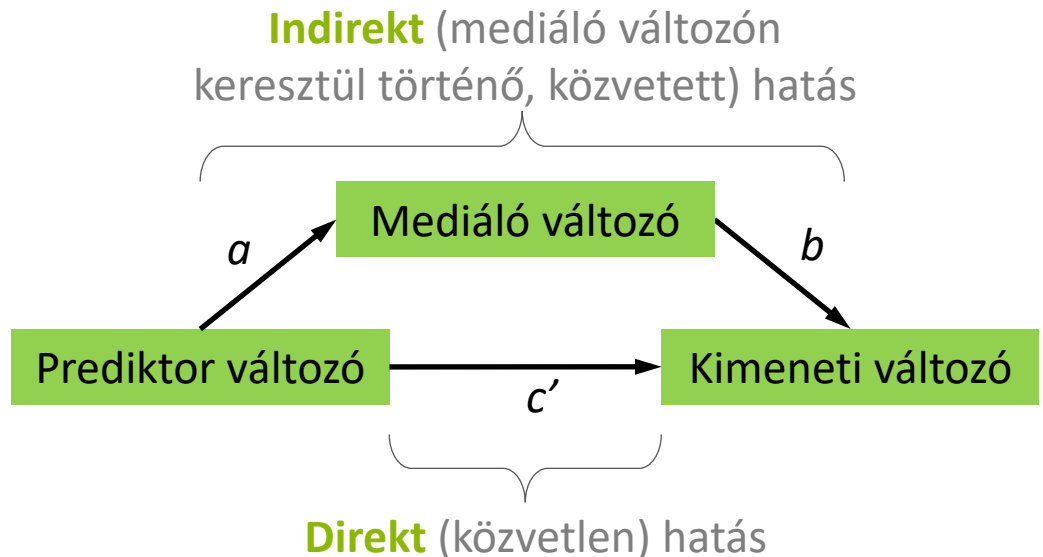 Indirekt (mediáló változón
keresztül történő, közvetett) hatás
Mediáló változó
a
b
Prediktor változó
Kimeneti változó
c’
Direkt (közvetlen) hatás